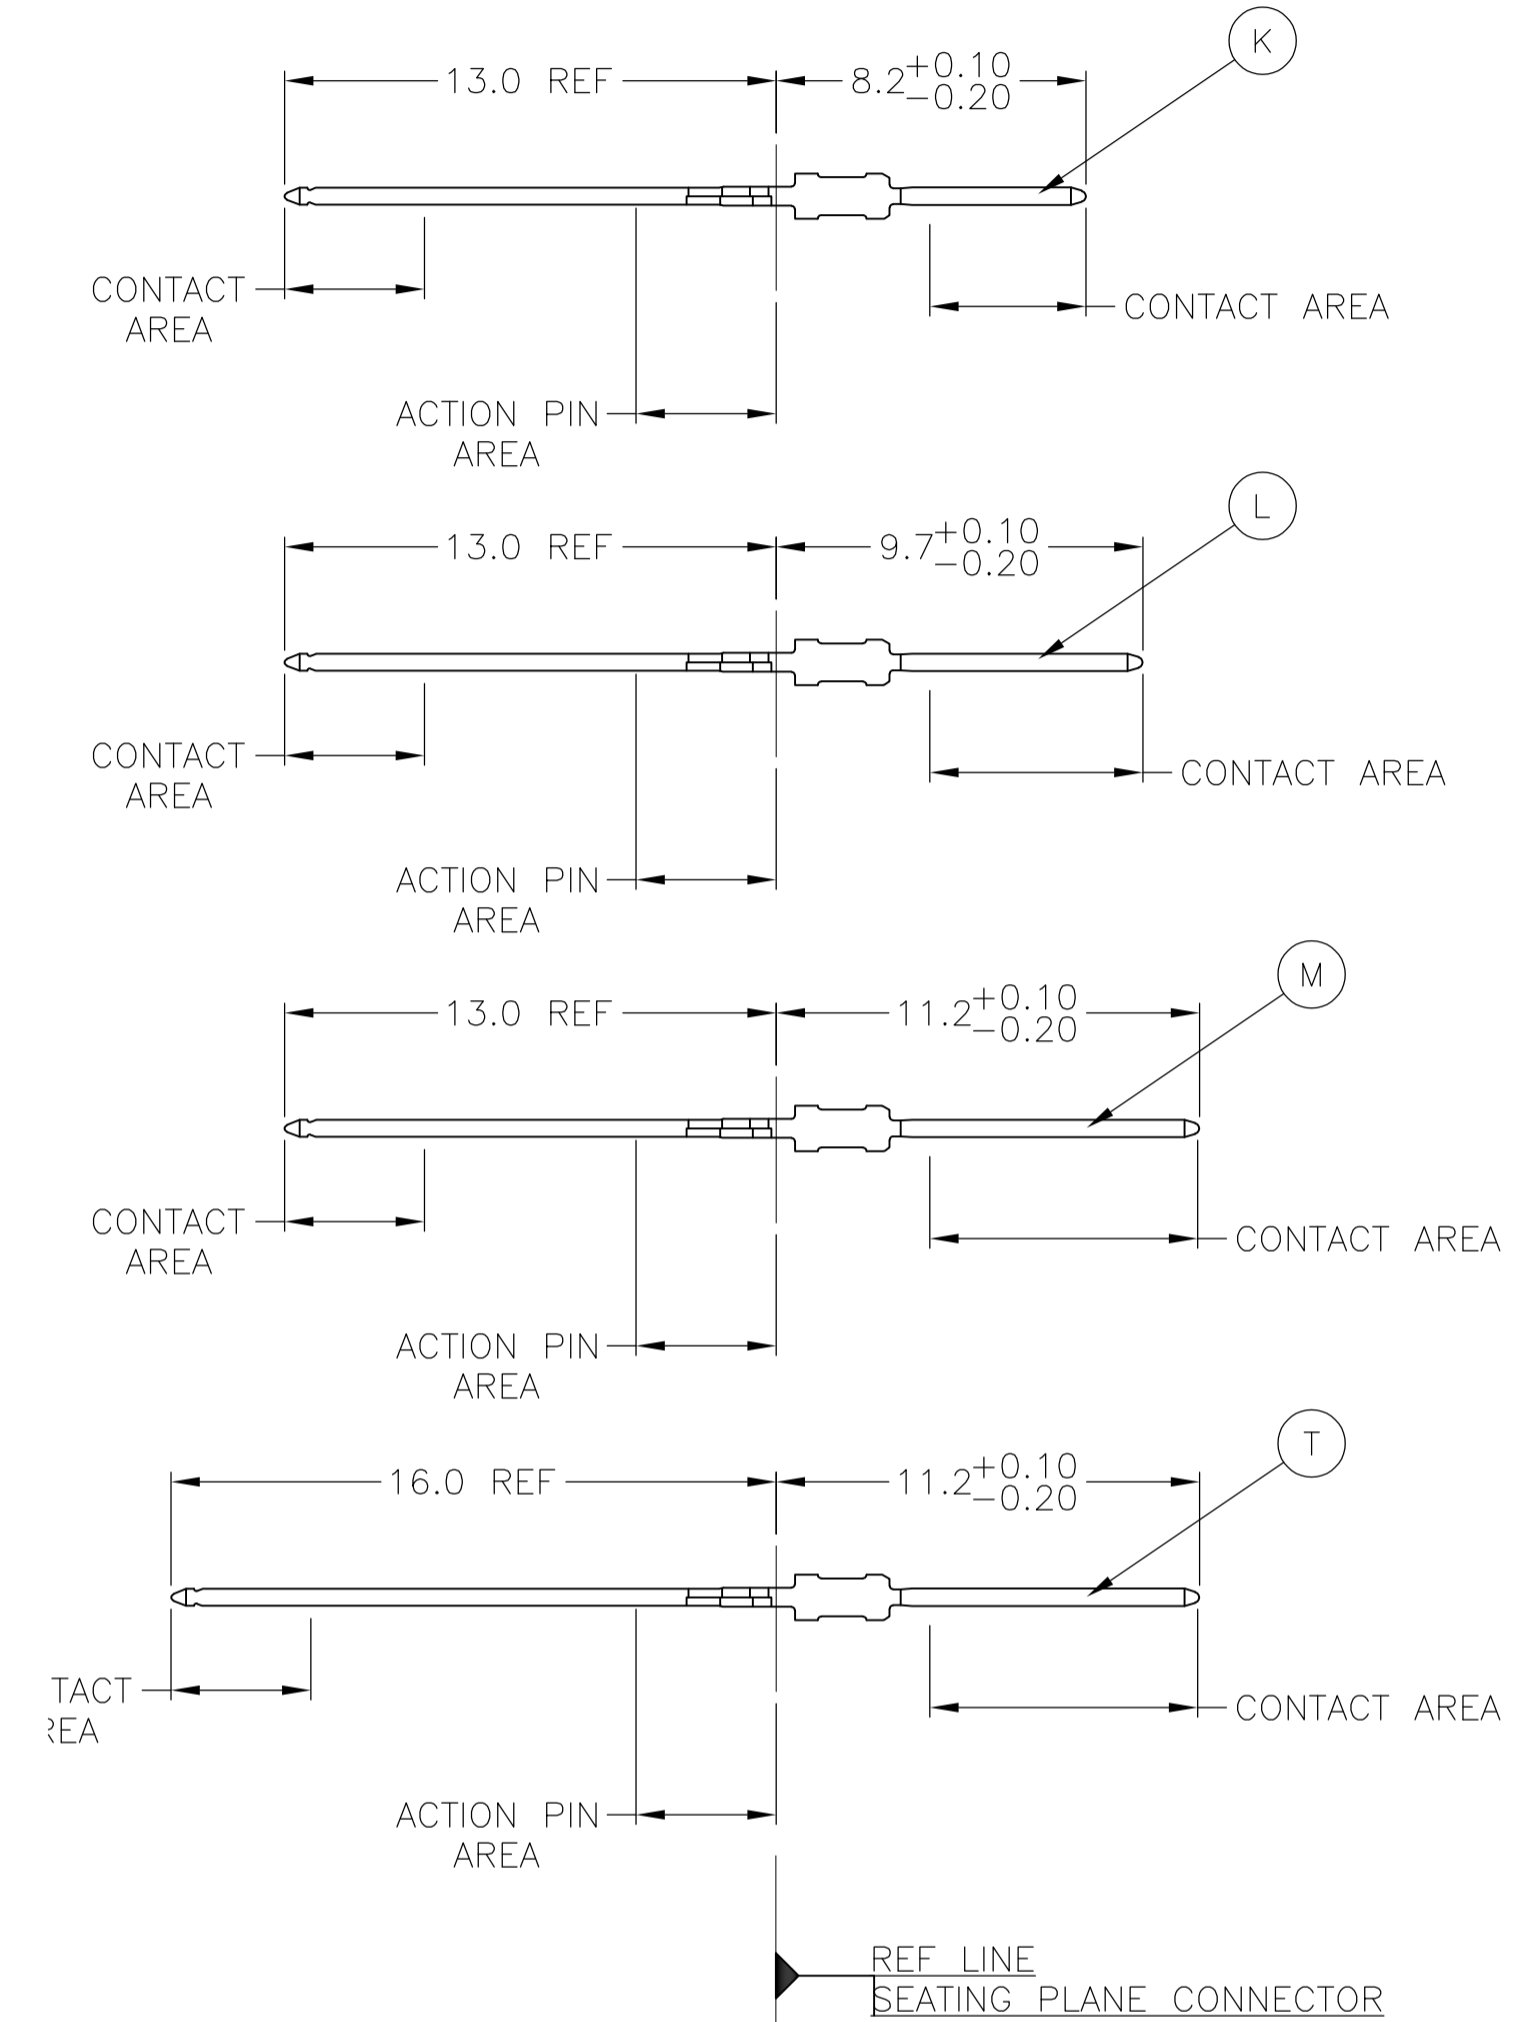 K
13.0 REF
8.2 +0.10 −0.20
CONTACT
AREA
CONTACT AREA
ACTION PIN
AREA
L
13.0 REF
9.7 +0.10 −0.20
CONTACT
AREA
CONTACT AREA
ACTION PIN
AREA
M
13.0 REF
11.2 +0.10 −0.20
CONTACT
AREA
CONTACT AREA
ACTION PIN
AREA
T
16.0 REF
11.2 +0.10 −0.20
TACT
REA
CONTACT AREA
ACTION PIN
AREA
REF LINE
SEATING PLANE CONNECTOR